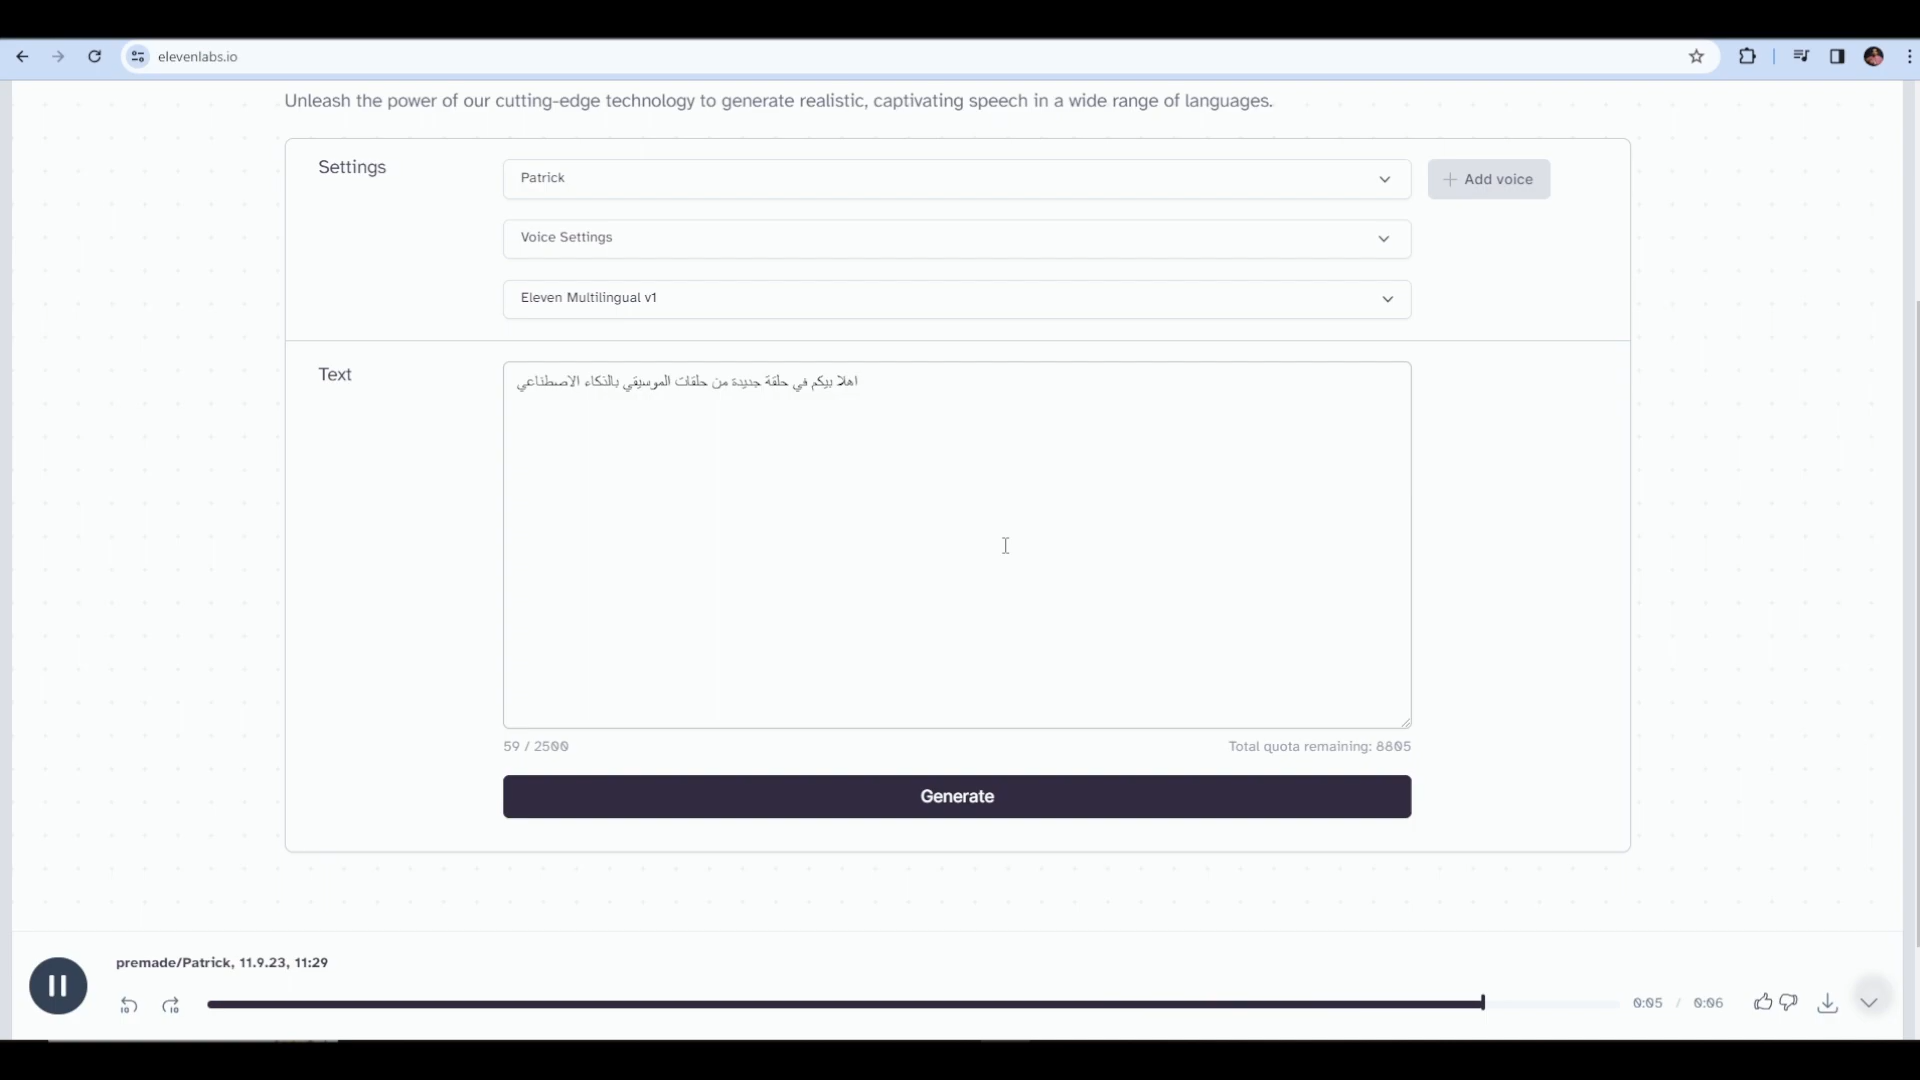 elevenlabs.io
Unleash the power of our cutting-edge technology to generate realistic, captivating speech in a wide range of languages.
Settings
Patrick
Add voice
Voice Settings
Eleven Multilingual v1
Text
اهلا بيكم في حلقة جديدة من حلقات الموسيقي بالذكاء الاصطناعي
59 / 2500
Total quota remaining: 8805
Generate
premade/Patrick, 11.9.23, 11:29
10
10
0:05 / 0:06